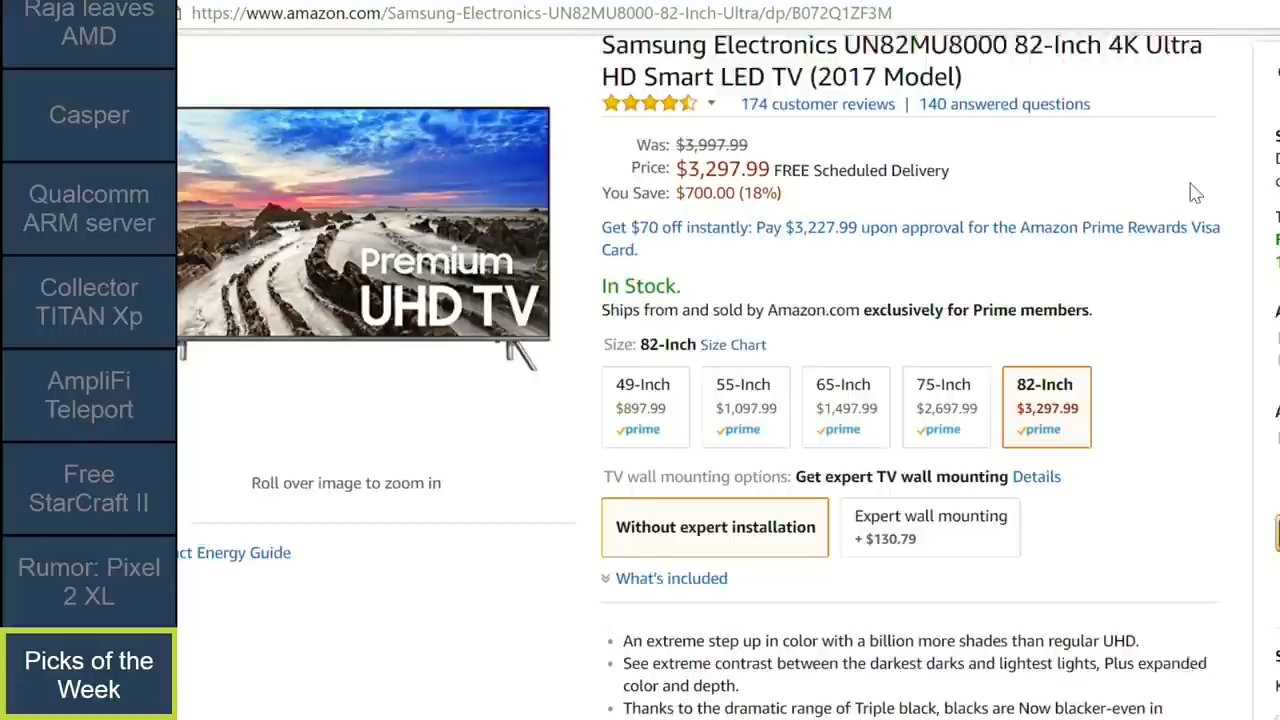 Raja leaves
AMD
Casper
Qualcomm
ARM server
Collector
TITAN Xp
AmpliFi
Teleport
Free
StarCraft II
Rumor: Pixel
2 XL
Picks of the
Week
https://www.amazon.com/Samsung-Electronics-UN82MU8000-82-Inch-Ultra/dp/B072Q1ZF3M
Premium
UHD TV
Roll over image to zoom in
ct Energy Guide
Samsung Electronics UN82MU8000 82-Inch 4K Ultra
HD Smart LED TV (2017 Model)
174 customer reviews | 140 answered questions
Was: $3,997.99
Price: $3,297.99 FREE Scheduled Delivery
You Save: $700.00 (18%)
Get $70 off instantly: Pay $3,227.99 upon approval for the Amazon Prime Rewards Visa
Card.
In Stock.
Ships from and sold by Amazon.com exclusively for Prime members.
Size: 82-Inch Size Chart
49-Inch
$897.99
prime
55-Inch
$1,097.99
prime
65-Inch
$1,497.99
prime
75-Inch
$2,697.99
prime
82-Inch
$3,297.99
prime
TV wall mounting options: Get expert TV wall mounting Details
Without expert installation
Expert wall mounting
+ $130.79
What's included
• An extreme step up in color with a billion more shades than regular UHD.
• See extreme contrast between the darkest darks and lightest lights, Plus expanded
color and depth.
• Thanks to the dramatic range of Triple black, blacks are Now blacker-even in